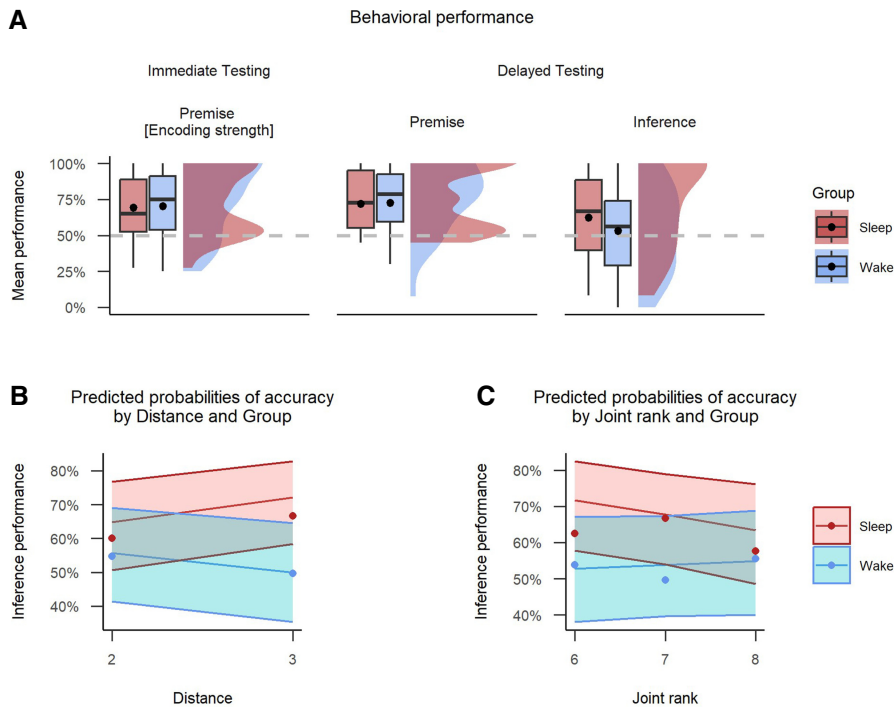 A
Behavioral performance
Immediate Testing
Delayed Testing
Premise
[Encoding strength]
Premise
Inference
Mean performance
100%
75%
50%
25%
0%
Group
Sleep
Wake
B
Predicted probabilities of accuracy
by Distance and Group
Inference performance
80%
70%
60%
50%
40%
2
3
Distance
C
Predicted probabilities of accuracy
by Joint rank and Group
Inference performance
80%
70%
60%
50%
40%
6
7
8
Joint rank
Sleep
Wake